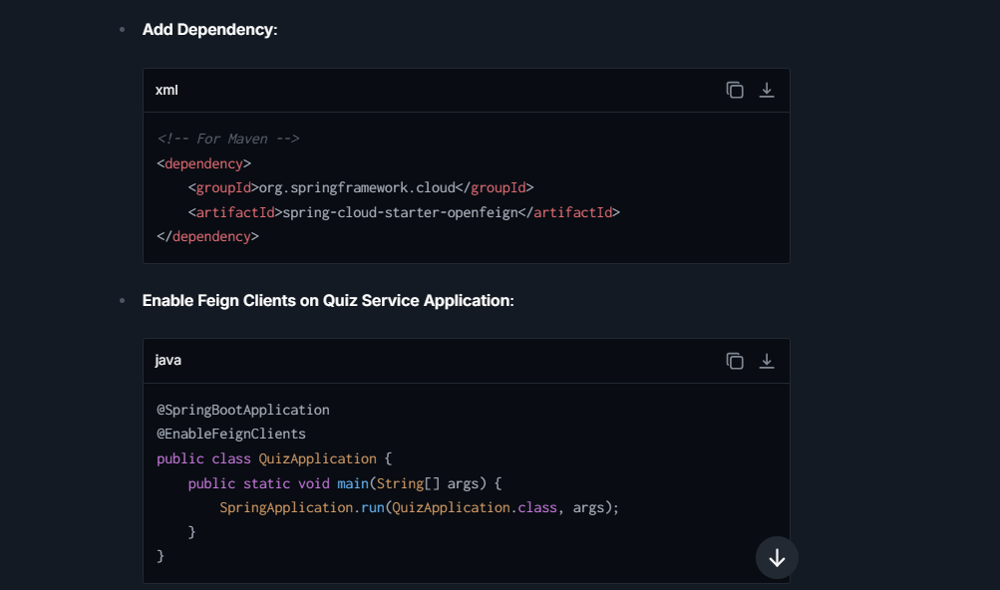 Add Dependency:
xml
<!-- For Maven -->
<dependency>
    <groupId>org.springframework.cloud</groupId>
    <artifactId>spring-cloud-starter-openfeign</artifactId>
</dependency>
Enable Feign Clients on Quiz Service Application:
java
@SpringBootApplication
@EnableFeignClients
public class QuizApplication {
    public static void main(String[] args) {
        SpringApplication.run(QuizApplication.class, args);
    }
}